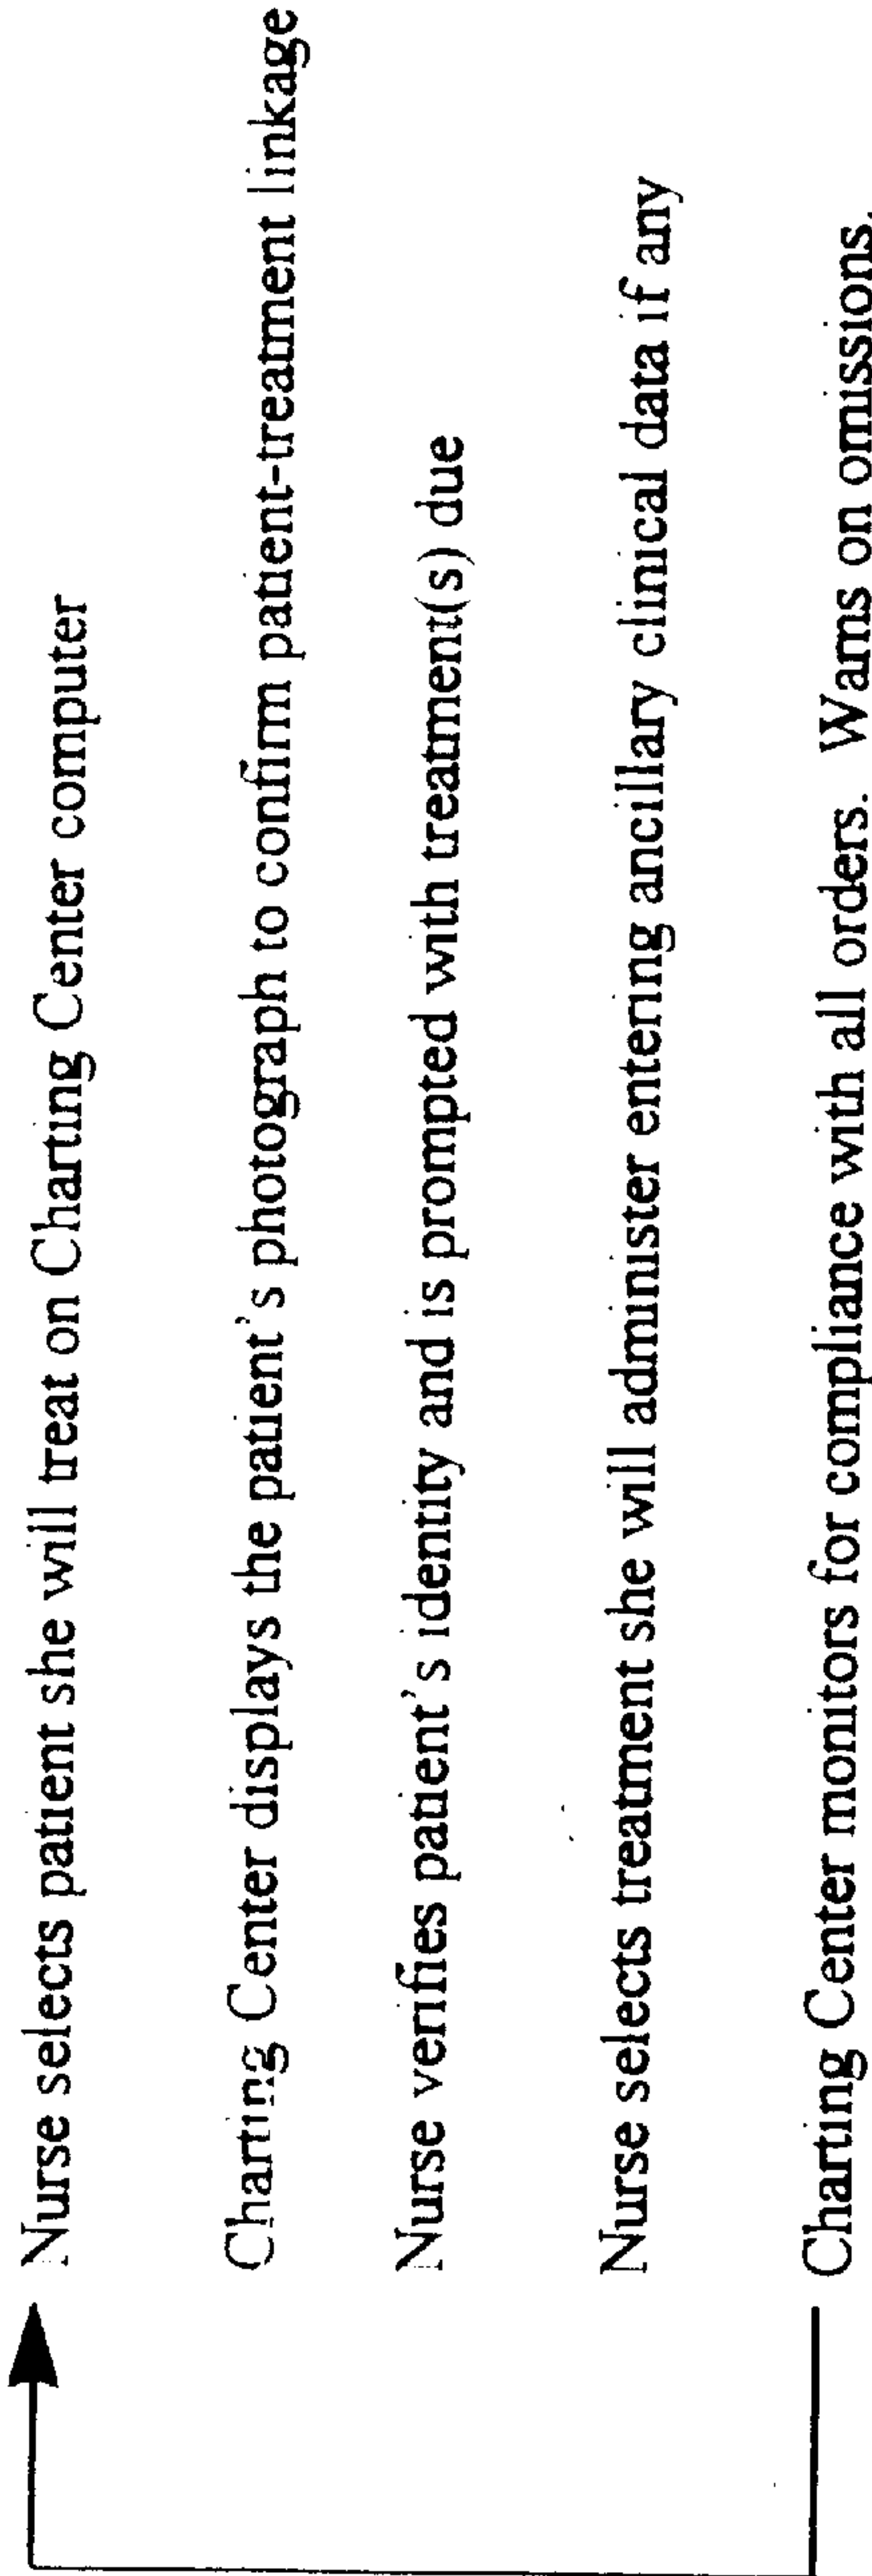 Nurse selects patient she will treat on Charting Center computer
Charting Center displays the patient's photograph to confirm patient-treatment linkage
Nurse verifies patient's identity and is prompted with treatment(s) due
Nurse selects treatment she will administer entering ancillary clinical data if any
Charting Center monitors for compliance with all orders. Warns on omissions.